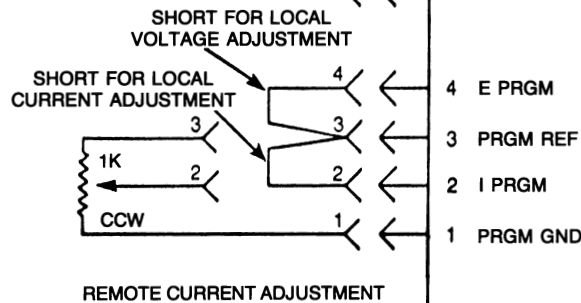 SHORT FOR LOCAL
VOLTAGE ADJUSTMENT
SHORT FOR LOCAL
CURRENT ADJUSTMENT
4
4 E PRGM
3
3
3 PRGM REF
1K
2
2
2 I PRGM
CCW
1
1 PRGM GND
REMOTE CURRENT ADJUSTMENT